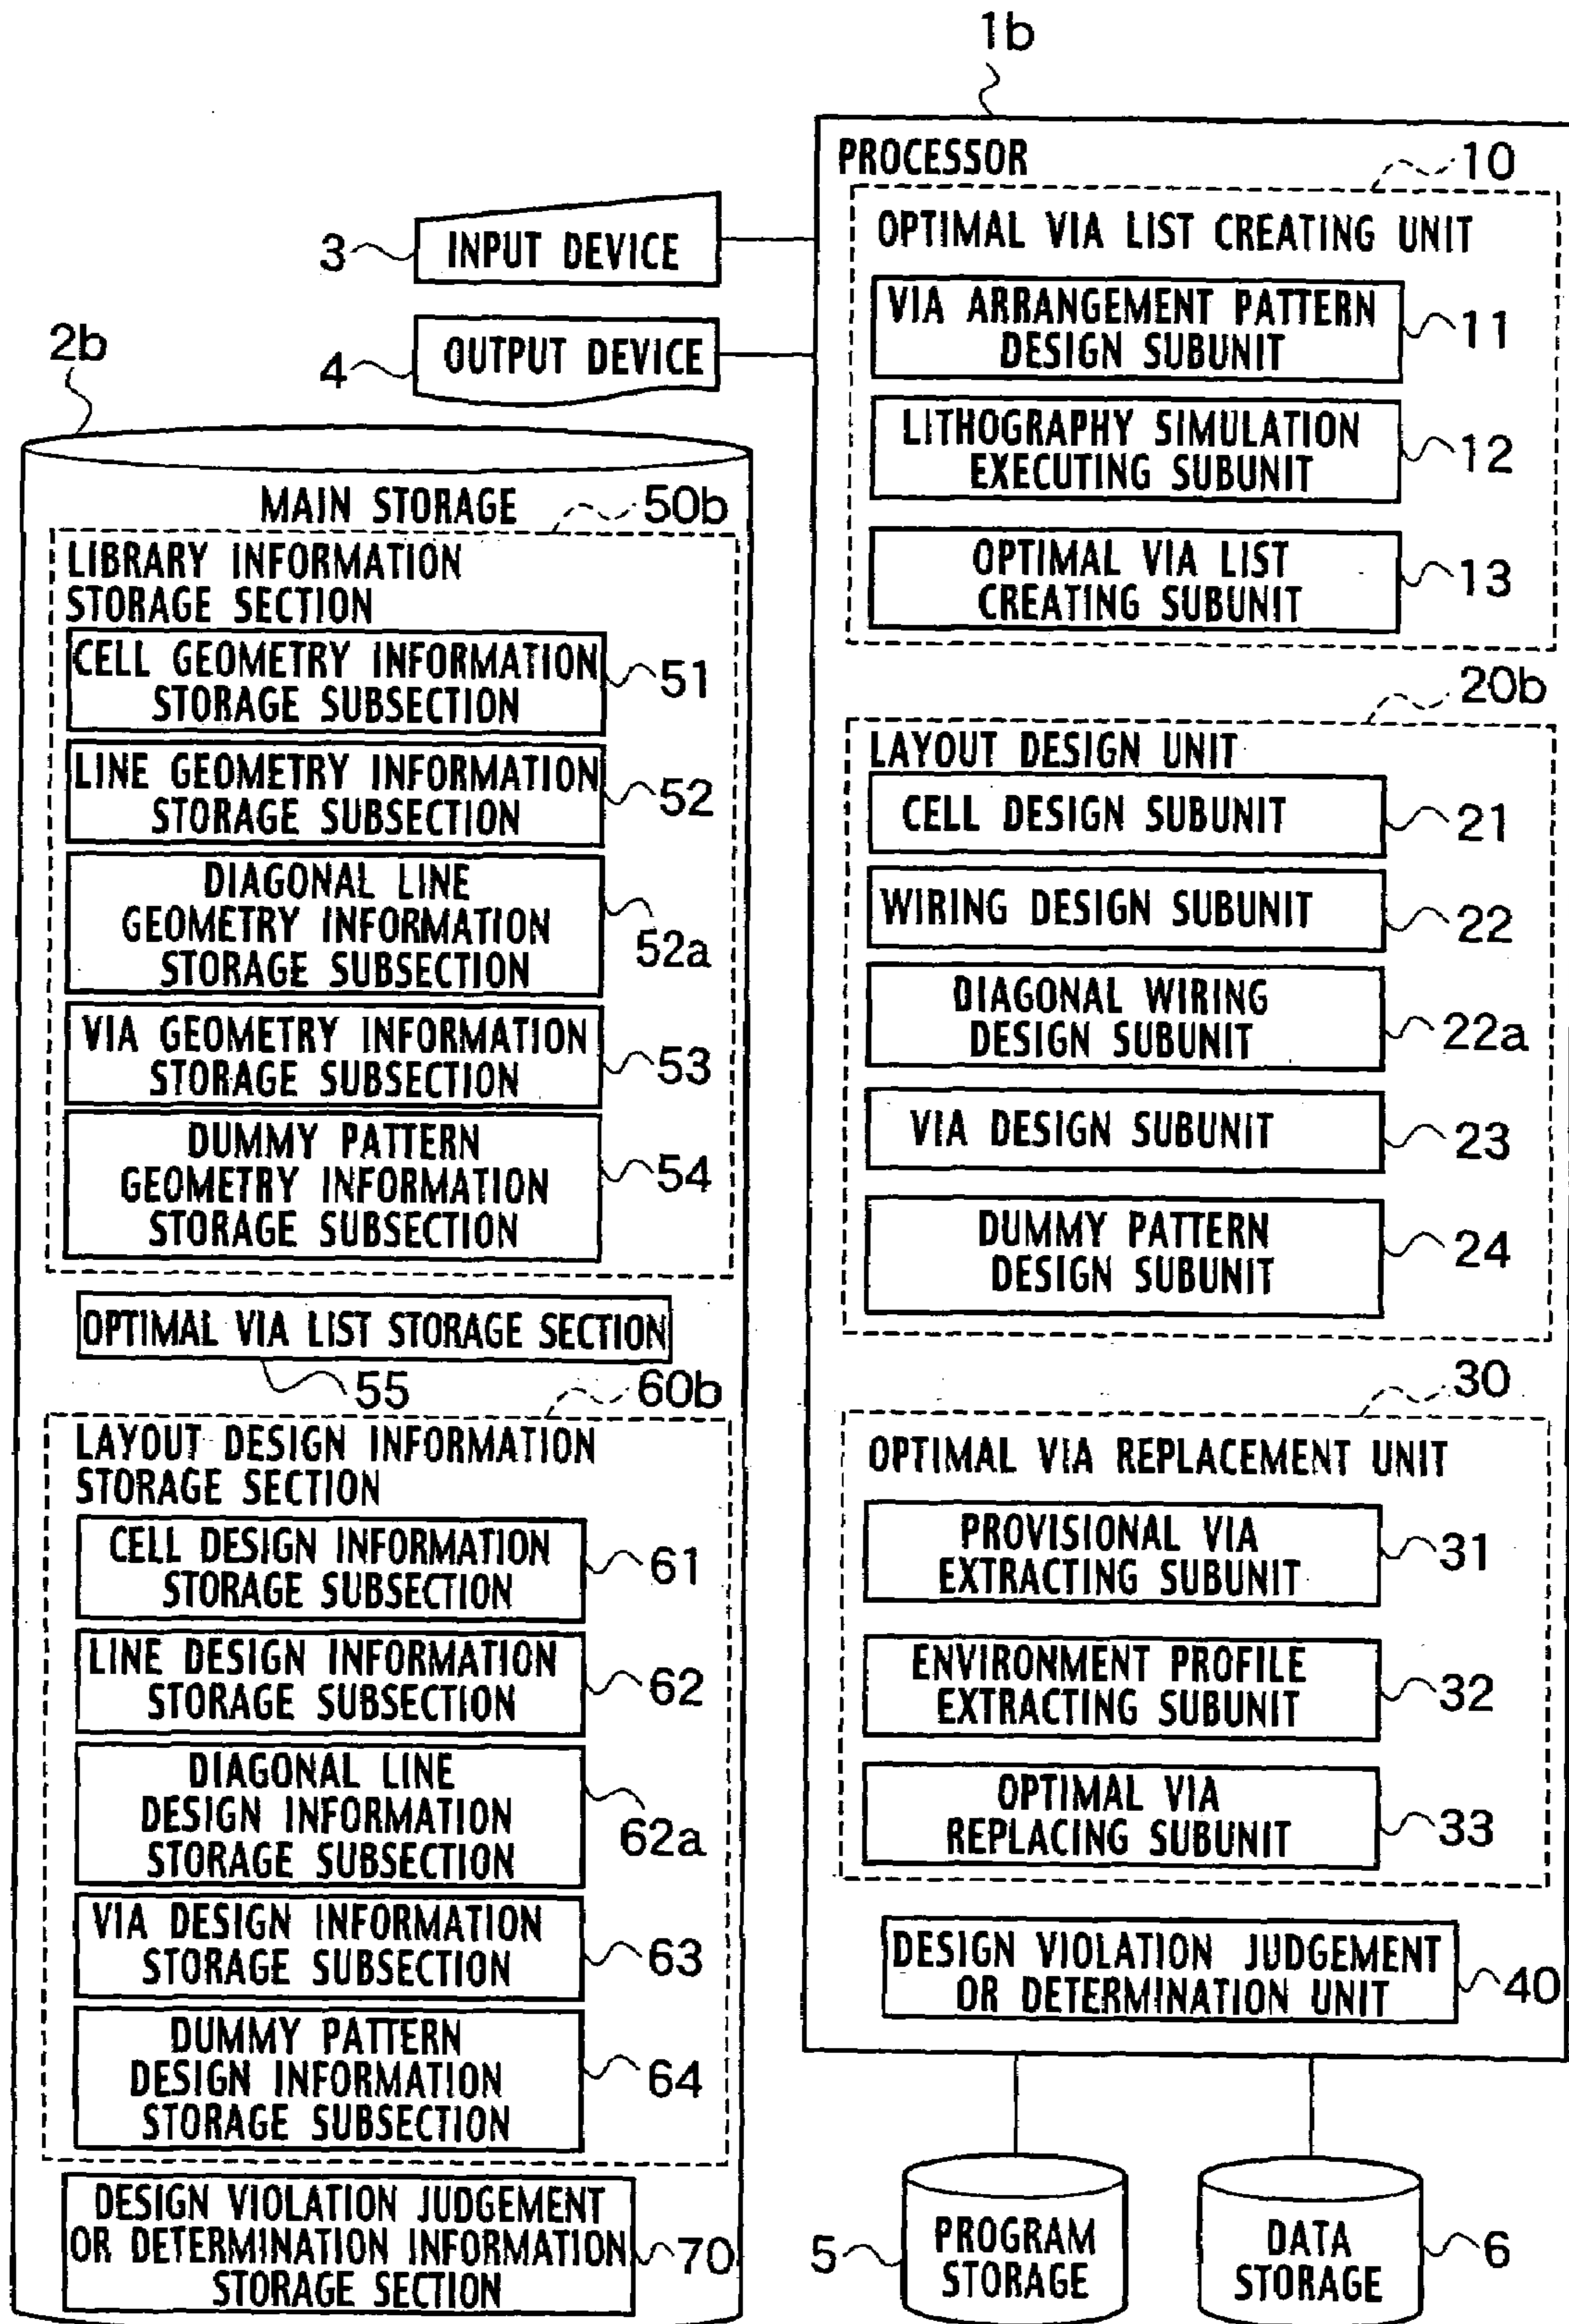 1b
PROCESSOR
10
OPTIMAL VIA LIST CREATING UNIT
VIA ARRANGEMENT PATTERN
DESIGN SUBUNIT
11
LITHOGRAPHY SIMULATION
EXECUTING SUBUNIT
12
OPTIMAL VIA LIST
CREATING SUBUNIT
13
20b
LAYOUT DESIGN UNIT
CELL DESIGN SUBUNIT
21
WIRING DESIGN SUBUNIT
22
DIAGONAL WIRING
DESIGN SUBUNIT
22a
VIA DESIGN SUBUNIT
23
DUMMY PATTERN
DESIGN SUBUNIT
24
30
OPTIMAL VIA REPLACEMENT UNIT
PROVISIONAL VIA
EXTRACTING SUBUNIT
31
ENVIRONMENT PROFILE
EXTRACTING SUBUNIT
32
OPTIMAL VIA
REPLACING SUBUNIT
33
DESIGN VIOLATION JUDGEMENT
OR DETERMINATION UNIT
40
3
INPUT DEVICE
4
OUTPUT DEVICE
2b
MAIN STORAGE
50b
LIBRARY INFORMATION
STORAGE SECTION
CELL GEOMETRY INFORMATION
STORAGE SUBSECTION
51
LINE GEOMETRY INFORMATION
STORAGE SUBSECTION
52
DIAGONAL LINE
GEOMETRY INFORMATION
STORAGE SUBSECTION
52a
VIA GEOMETRY INFORMATION
STORAGE SUBSECTION
53
DUMMY PATTERN
GEOMETRY INFORMATION
STORAGE SUBSECTION
54
OPTIMAL VIA LIST STORAGE SECTION
55
60b
LAYOUT DESIGN INFORMATION
STORAGE SECTION
CELL DESIGN INFORMATION
STORAGE SUBSECTION
61
LINE DESIGN INFORMATION
STORAGE SUBSECTION
62
DIAGONAL LINE
DESIGN INFORMATION
STORAGE SUBSECTION
62a
VIA DESIGN INFORMATION
STORAGE SUBSECTION
63
DUMMY PATTERN
DESIGN INFORMATION
STORAGE SUBSECTION
64
DESIGN VIOLATION JUDGEMENT
OR DETERMINATION INFORMATION
STORAGE SECTION
70
5
PROGRAM
STORAGE
DATA
STORAGE
6